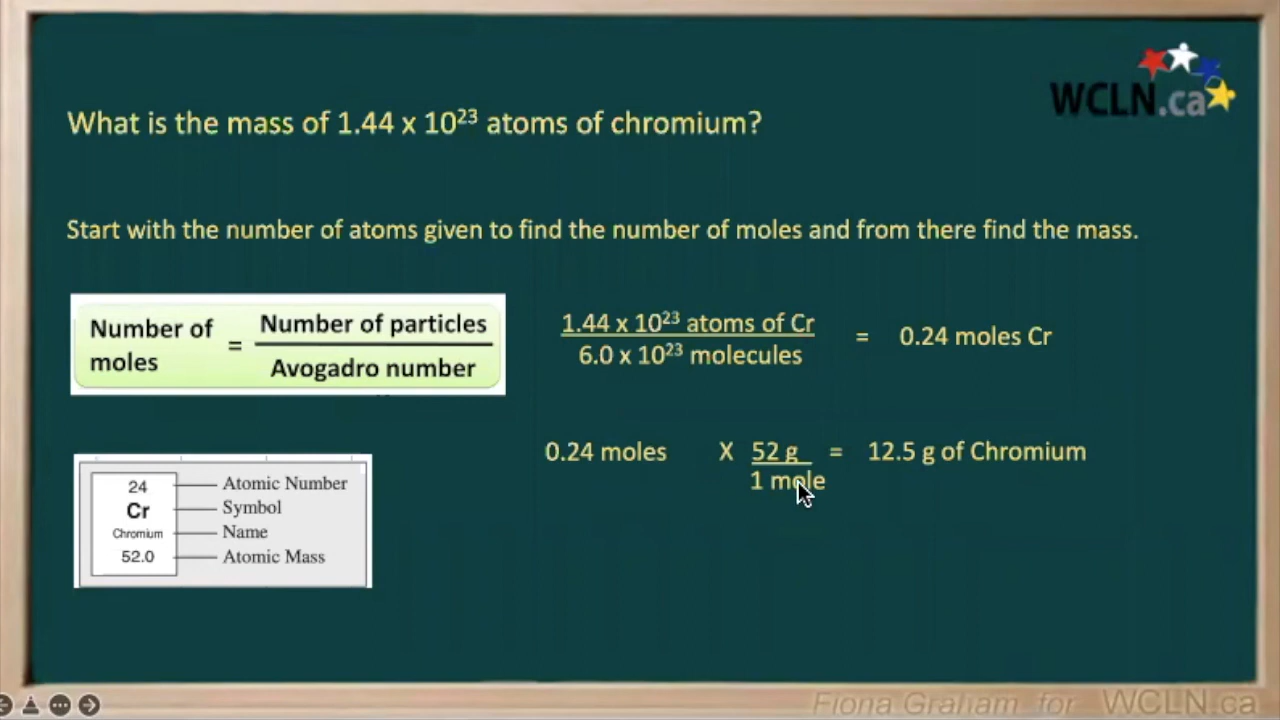 WCLN.ca
What is the mass of 1.44 x 10²³ atoms of chromium?
Start with the number of atoms given to find the number of moles and from there find the mass.
Number of moles = Number of particles
Avogadro number
1.44 x 10²³ atoms of Cr = 0.24 moles Cr
6.0 x 10²³ molecules
0.24 moles X 52 g = 12.5 g of Chromium
1 mole
24 Atomic Number
Cr Symbol
Chromium Name
52.0 Atomic Mass
Fiona Graham for WCLN.ca